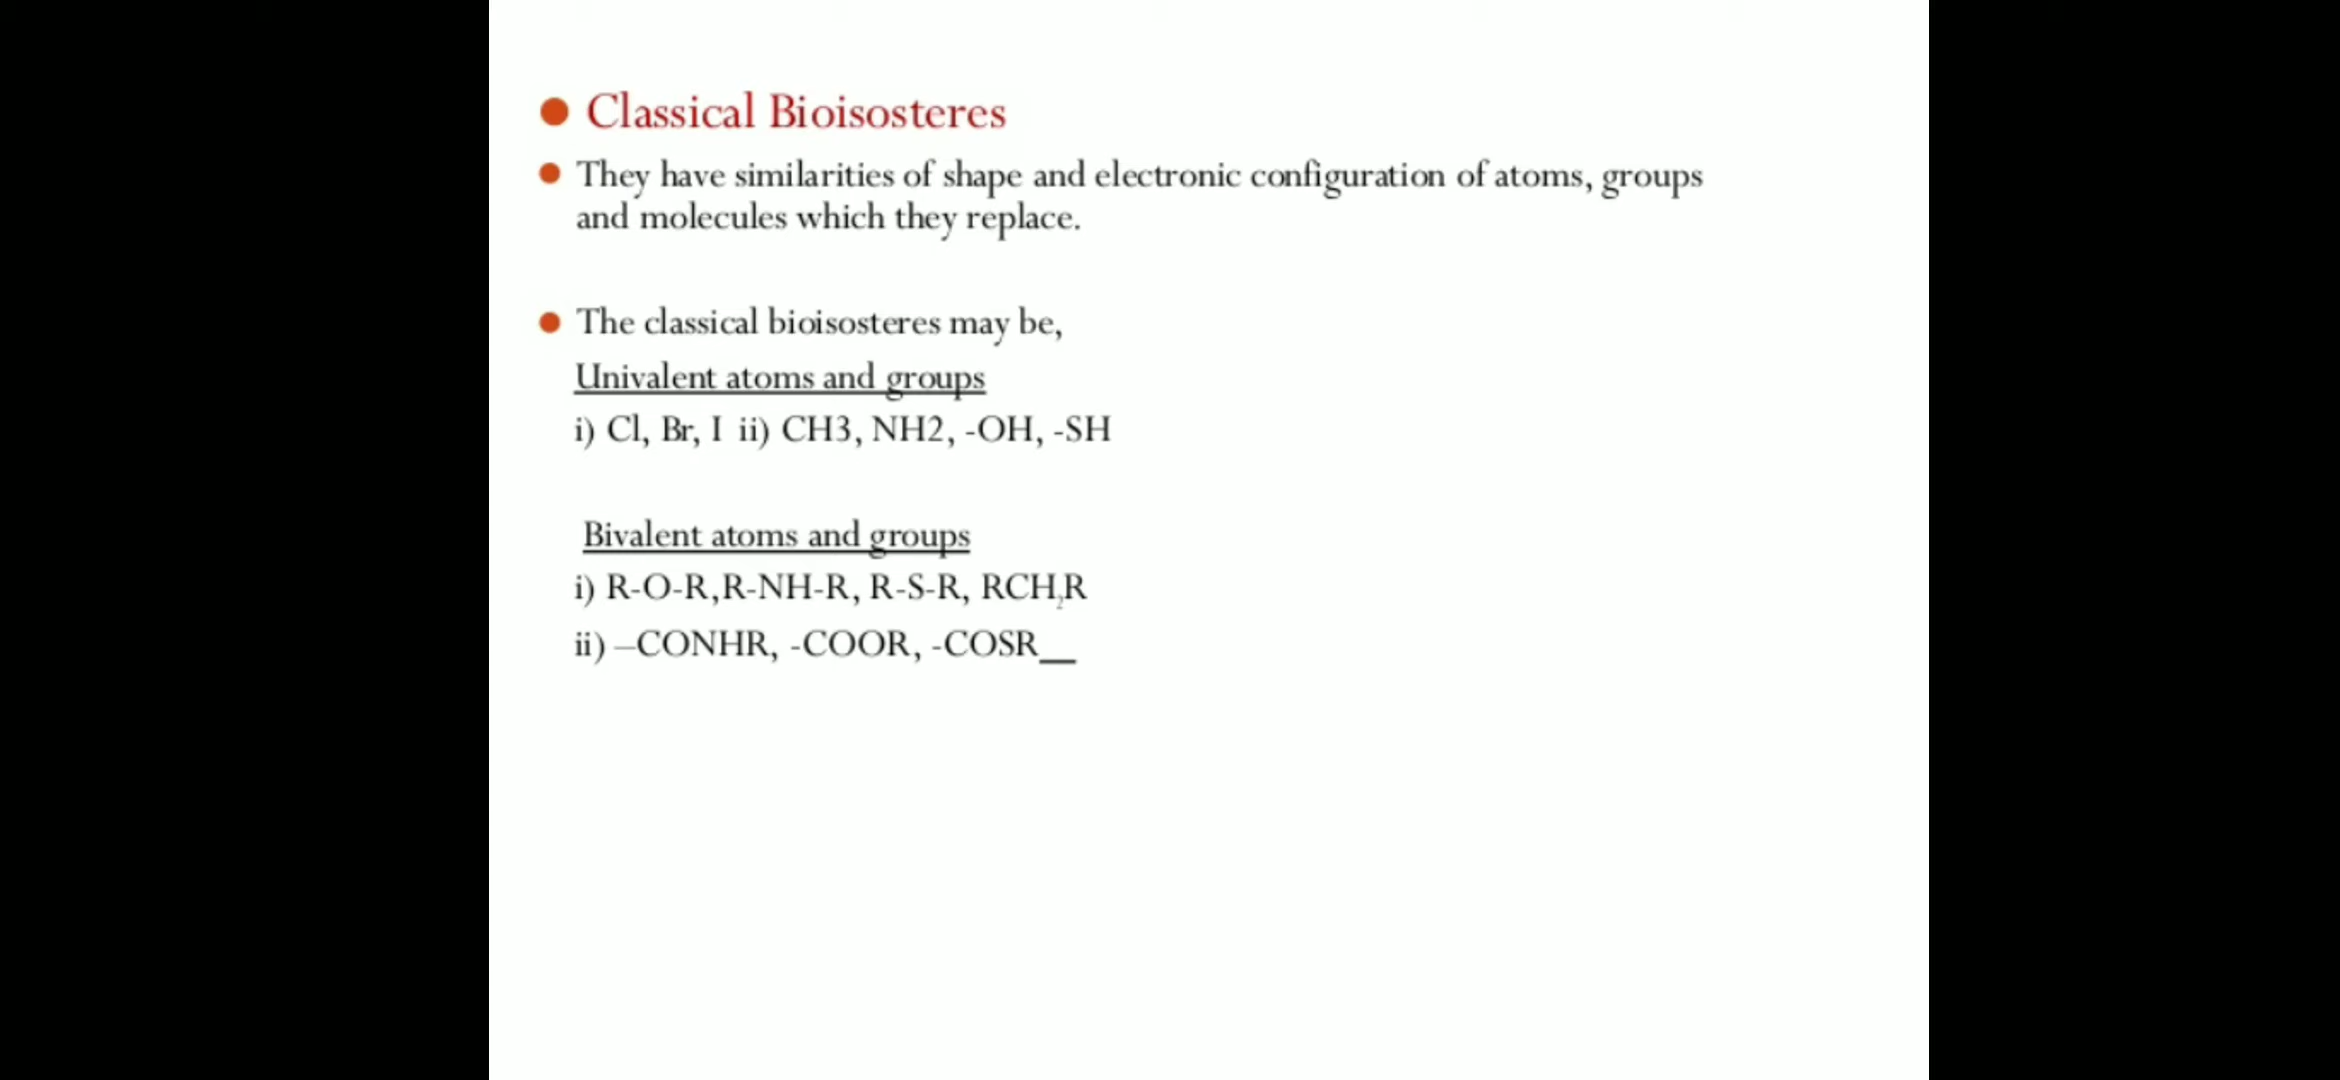 ● Classical Bioisosteres
● They have similarities of shape and electronic configuration of atoms, groups
and molecules which they replace.
● The classical bioisosteres may be,
Univalent atoms and groups
i) Cl, Br, I ii) CH3, NH2, -OH, -SH
Bivalent atoms and groups
i) R-O-R,R-NH-R, R-S-R, RCH₂R
ii) –CONHR, -COOR, -COSR__